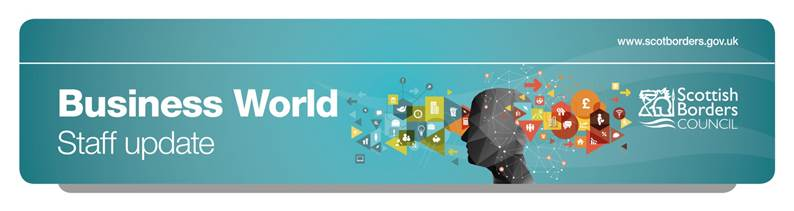 www.scotborders.gov.uk
Business World
Staff update
Scottish
Borders
COUNCIL
£